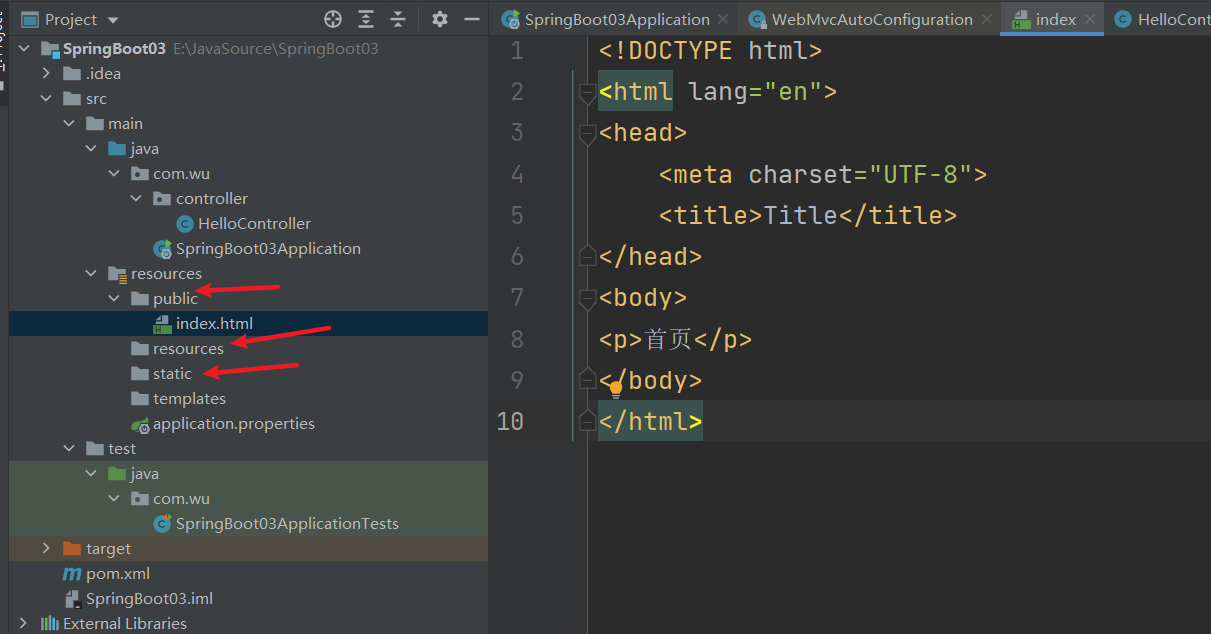 Project
SpringBoot03 E:\JavaSource\SpringBoot03
.idea
src
main
java
com.wu
controller
HelloController
SpringBoot03Application
resources
public
index.html
resources
static
templates
application.properties
test
java
com.wu
SpringBoot03ApplicationTests
target
pom.xml
SpringBoot03.iml
External Libraries
SpringBoot03Application WebMvcAutoConfiguration index HelloCont
1 <!DOCTYPE html>
2 <html lang="en">
3 <head>
4 <meta charset="UTF-8">
5 <title>Title</title>
6 </head>
7 <body>
8 <p>首页</p>
9 </body>
10 </html>